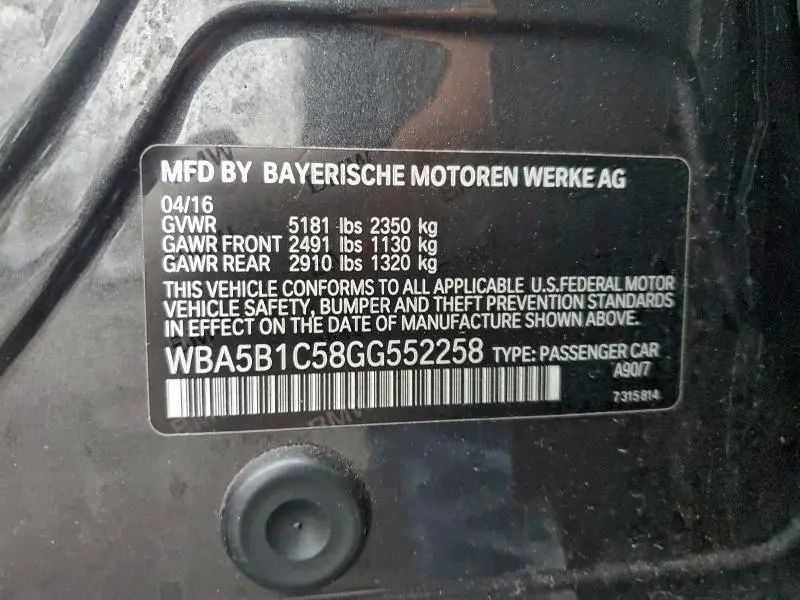 MFD BY BAYERISCHE MOTOREN WERKE AG
04/16
GVWR 5181 lbs 2350 kg
GAWR FRONT 2491 lbs 1130 kg
GAWR REAR 2910 lbs 1320 kg
THIS VEHICLE CONFORMS TO ALL APPLICABLE U.S.FEDERAL MOTOR
VEHICLE SAFETY, BUMPER AND THEFT PREVENTION STANDARDS
IN EFFECT ON THE DATE OF MANUFACTURE SHOWN ABOVE.
WBA5B1C58GG552258 TYPE: PASSENGER CAR
A90/7
7315814